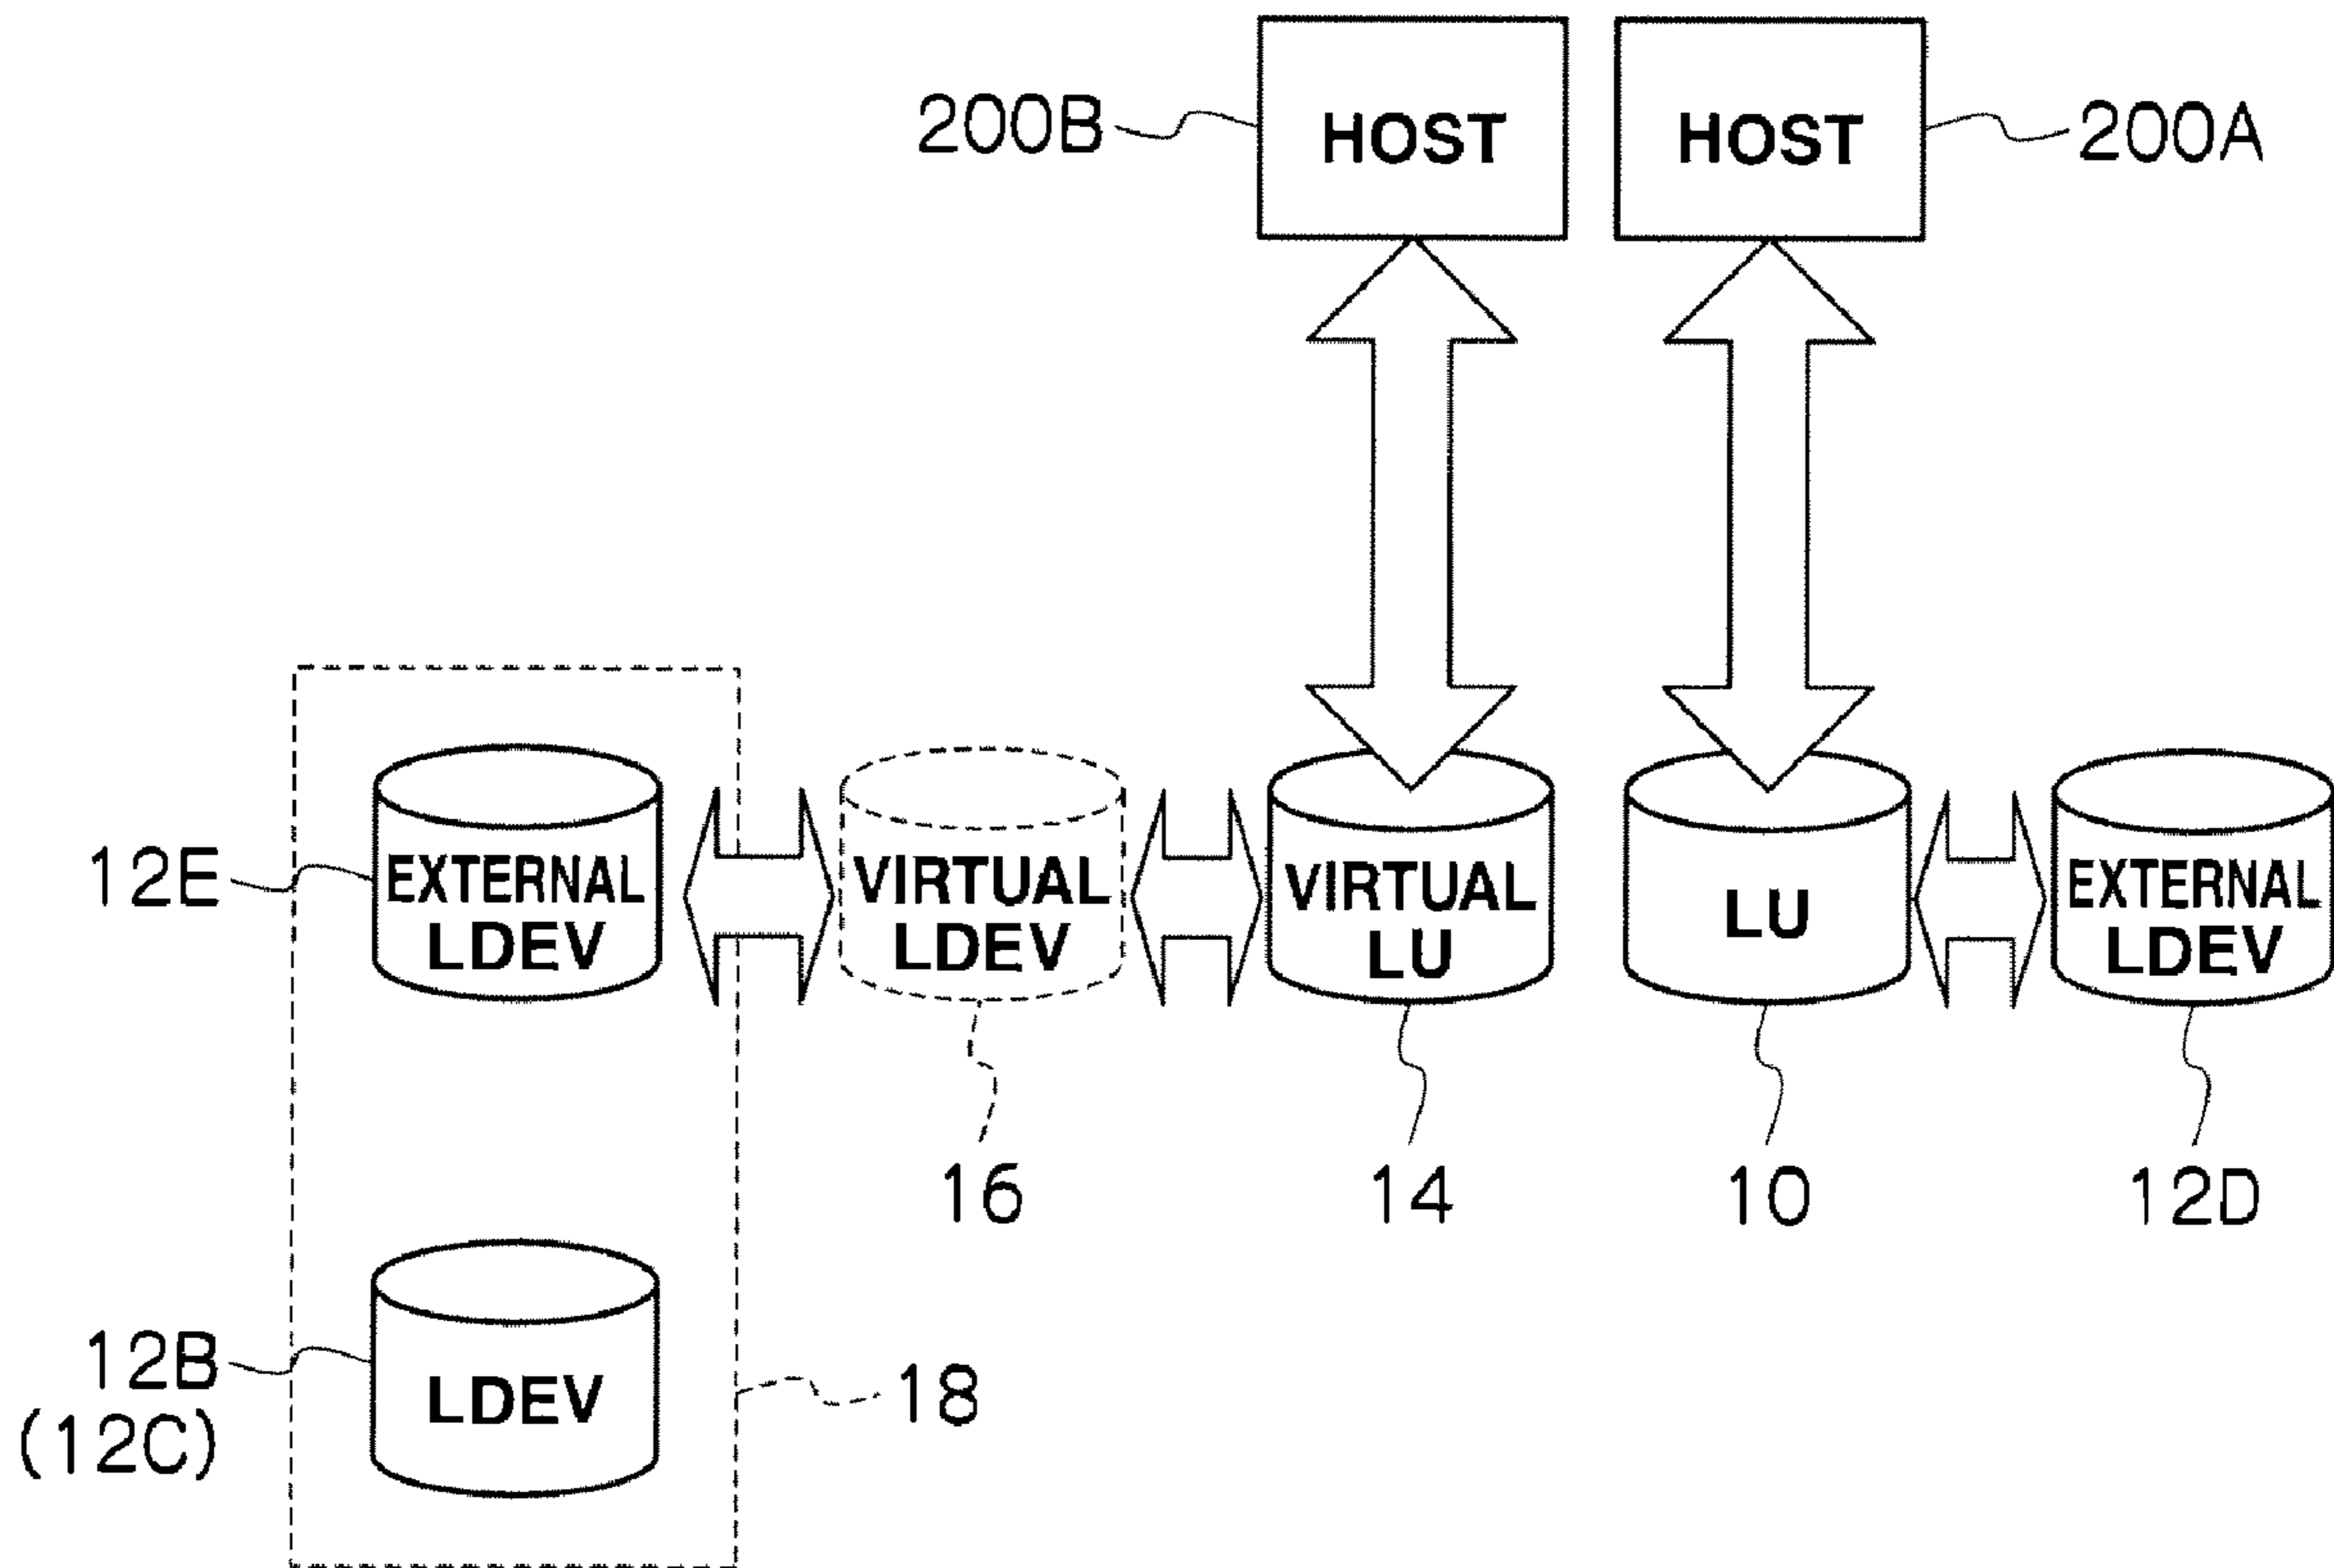 200B
HOST
HOST
200A
12E
EXTERNAL
LDEV
VIRTUAL
LDEV
VIRTUAL
LU
LU
EXTERNAL
LDEV
16
14
10
12D
12B
(12C)
LDEV
18